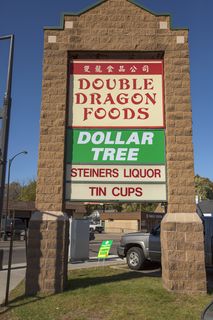 雙龍食品公司
DOUBLE
DRAGON
FOODS
DOLLAR
TREE
STEINERS LIQUOR
TIN CUPS